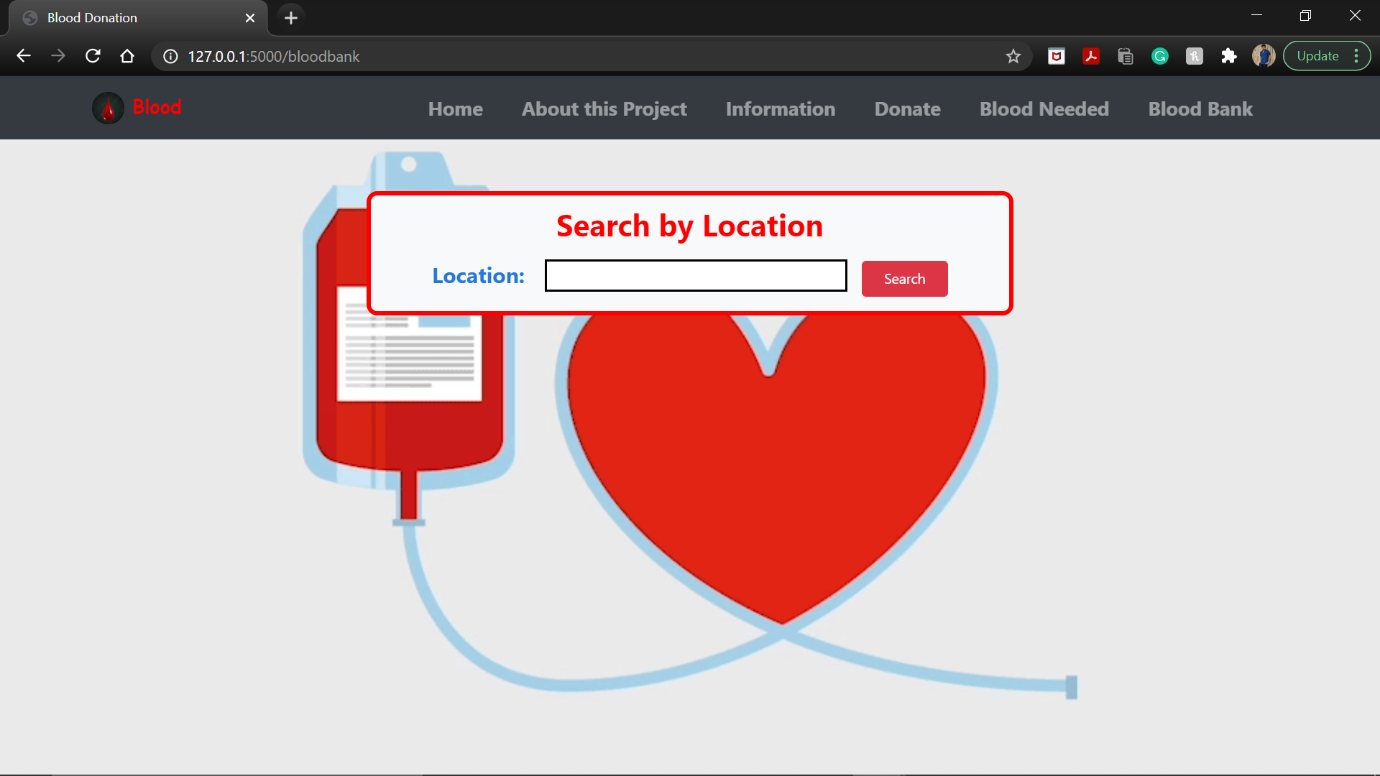 Blood Donation
127.0.0.1:5000/bloodbank
Update
Blood
Home About this Project Information Donate Blood Needed Blood Bank
Search by Location
Location:
Search